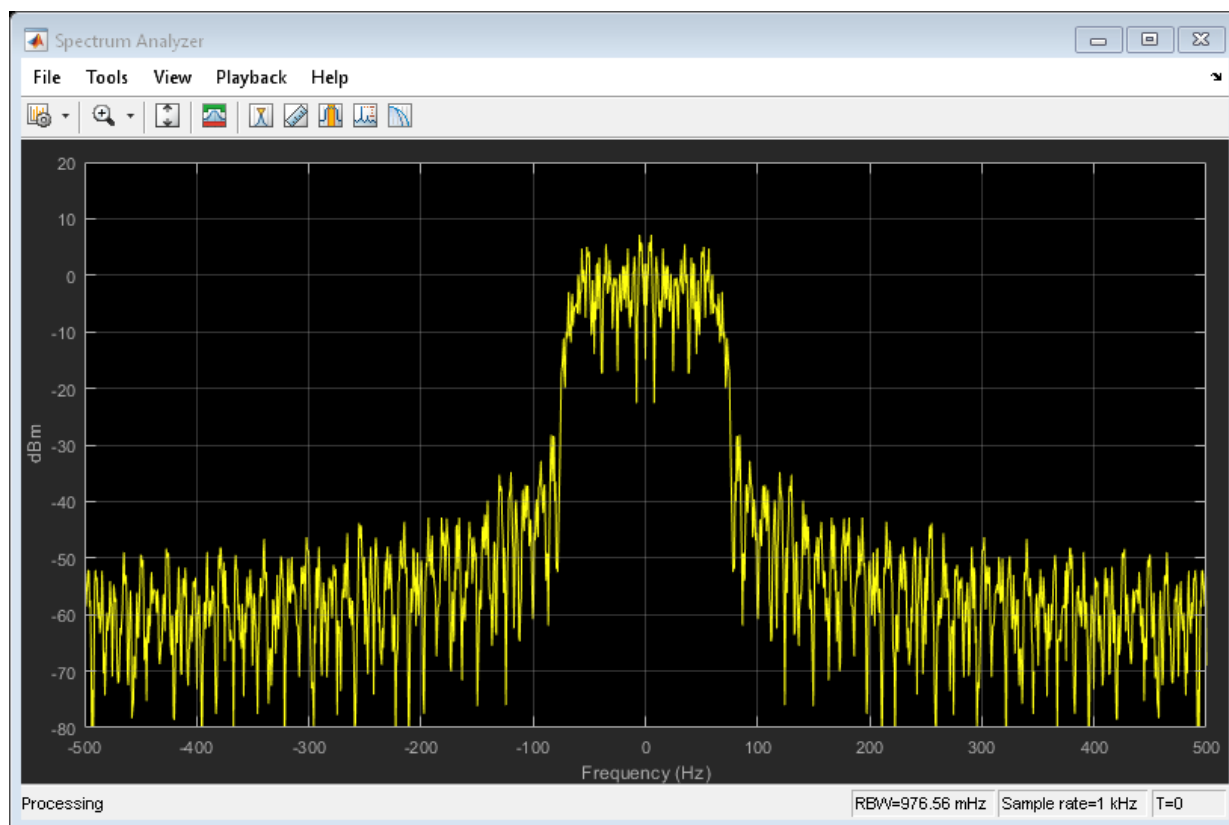 Spectrum Analyzer
File Tools View Playback Help
20
10
0
-10
-20
-30
-40
-50
-60
-70
-80
dBm
-500 -400 -300 -200 -100 0 100 200 300 400 500
Frequency (Hz)
Processing RBW=976.56 mHz Sample rate=1 kHz T=0